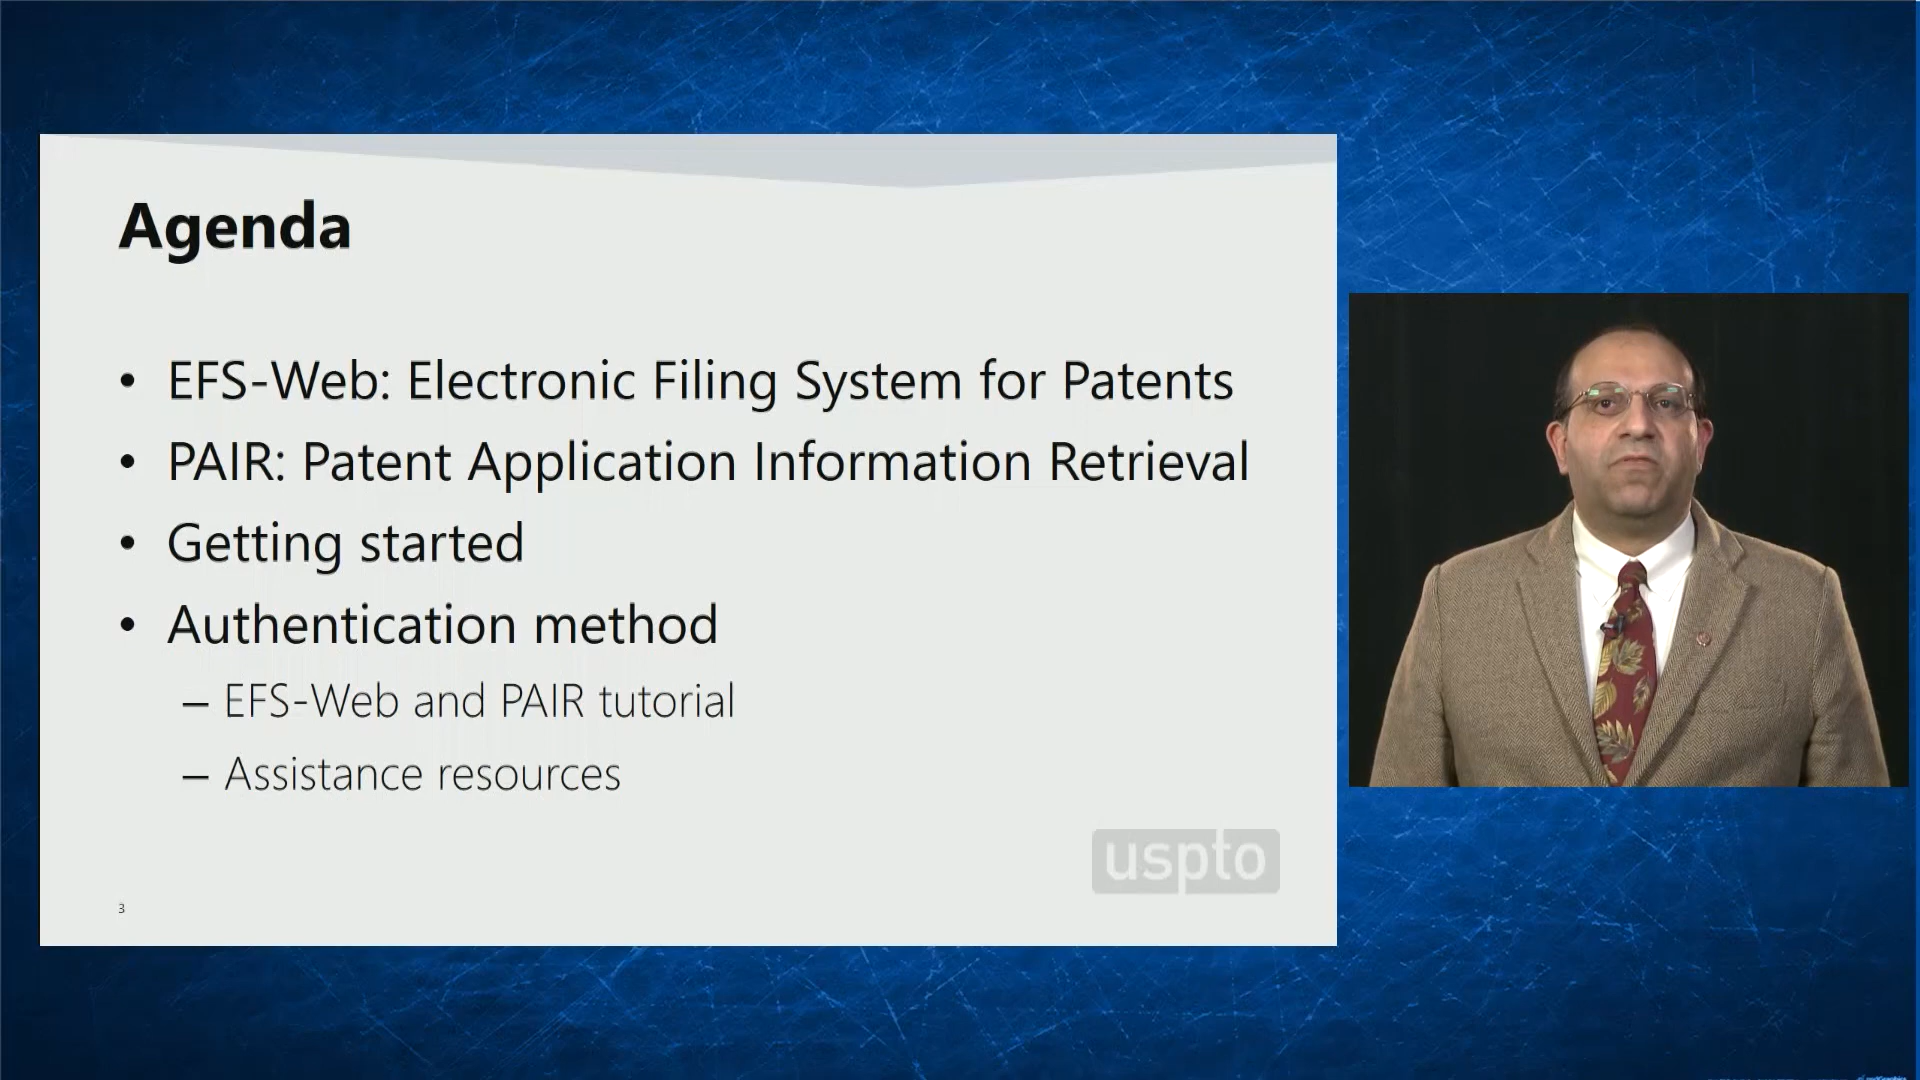 Agenda
• EFS-Web: Electronic Filing System for Patents
• PAIR: Patent Application Information Retrieval
• Getting started
• Authentication method
– EFS-Web and PAIR tutorial
– Assistance resources
uspto
3